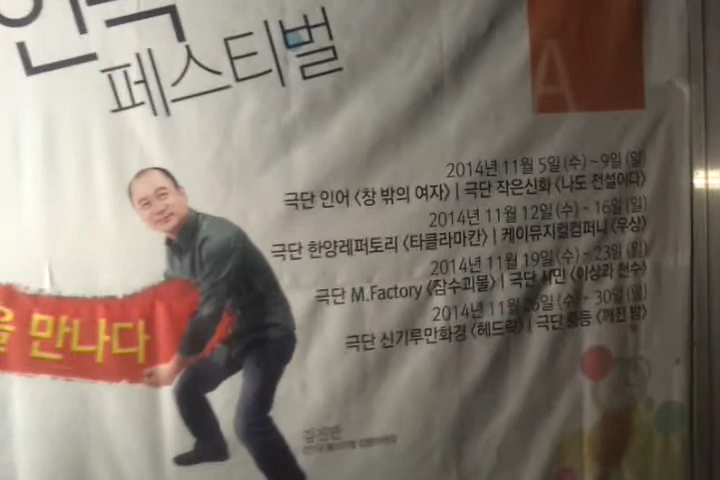 페스티벌
A
2014년 11월 5일 (수) ~ 9일 (일)
극단 인어 <창 밖의 여자> | 극단 작은신화 <나도 전설이다>
2014년 11월 12일 (수) ~ 16일 (일)
극단 한양레퍼토리 <타클라마칸> | 케이뮤지컬컴퍼니 <우상>
2014년 11월 19일 (수) ~ 23일 (일)
극단 M.Factory <잠수괴물> | 극단 <이상과
2014년 11월 26일 (수) ~ 30일 (일)
극단 신기루만화경 <헤드락> | 극단 <깨진 밤>
을 만나다